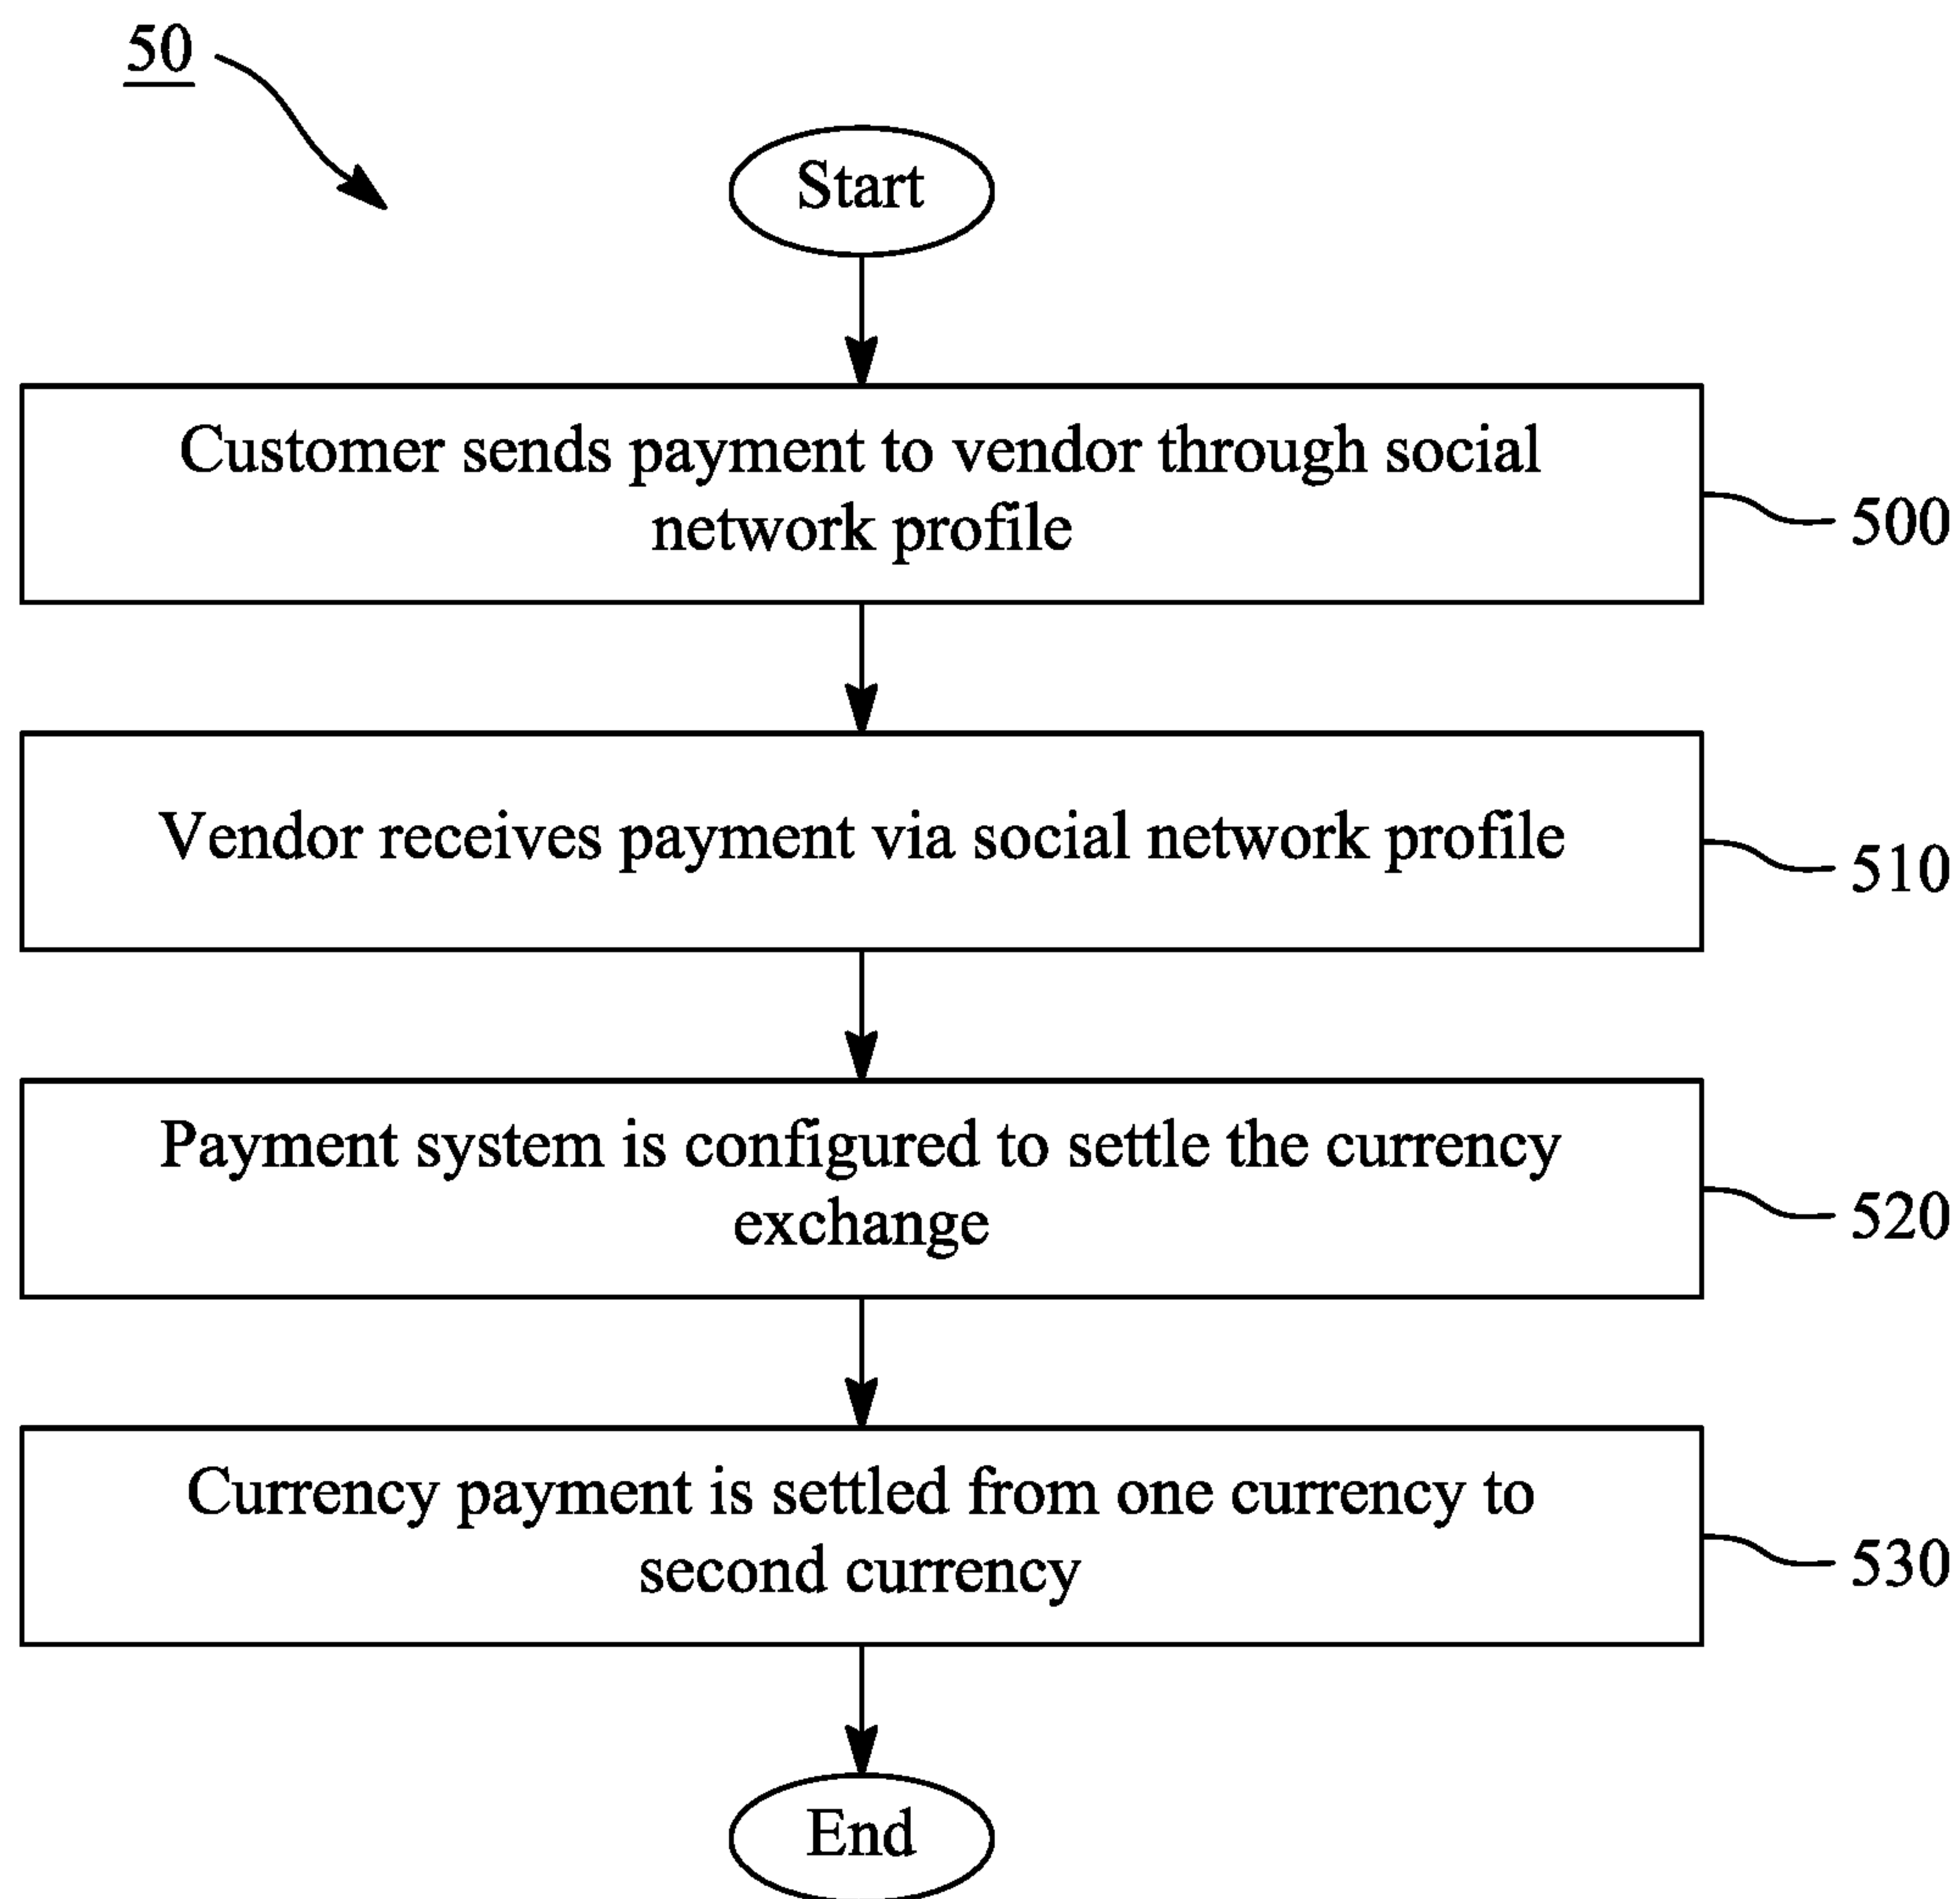 50
Start
Customer sends payment to vendor through social
network profile
500
Vendor receives payment via social network profile
510
Payment system is configured to settle the currency
exchange
520
Currency payment is settled from one currency to
second currency
530
End